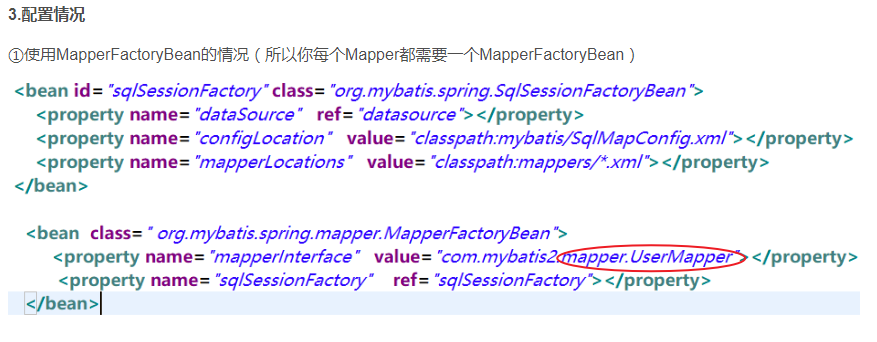 3.配置情况
①使用MapperFactoryBean的情况（所以你每个Mapper都需要一个MapperFactoryBean）
<bean id="sqlSessionFactory" class="org.mybatis.spring.SqlSessionFactoryBean">
<property name="dataSource" ref="datasource"></property>
<property name="configLocation" value="classpath:mybatis/SqlMapConfig.xml"></property>
<property name="mapperLocations" value="classpath:mappers/*.xml"></property>
</bean>
<bean class=" org.mybatis.spring.mapper.MapperFactoryBean">
<property name="mapperInterface" value="com.mybatis2.mapper.UserMapper"></property>
<property name="sqlSessionFactory" ref="sqlSessionFactory"></property>
</bean>